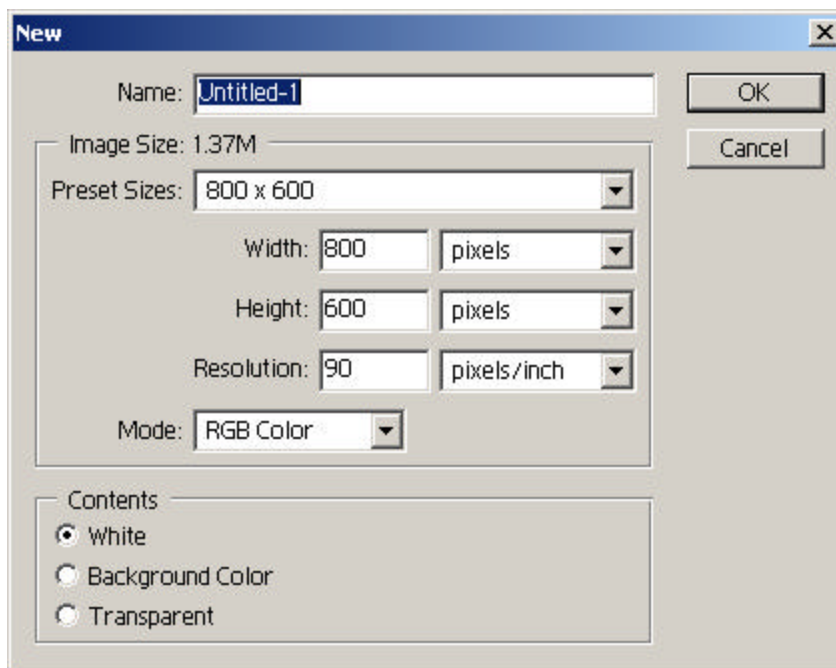 New
Name: Untitled-1
OK
Image Size: 1.37M
Cancel
Preset Sizes: 800 x 600
Width: 800 pixels
Height: 600 pixels
Resolution: 90 pixels/inch
Mode: RGB Color
Contents
White
Background Color
Transparent